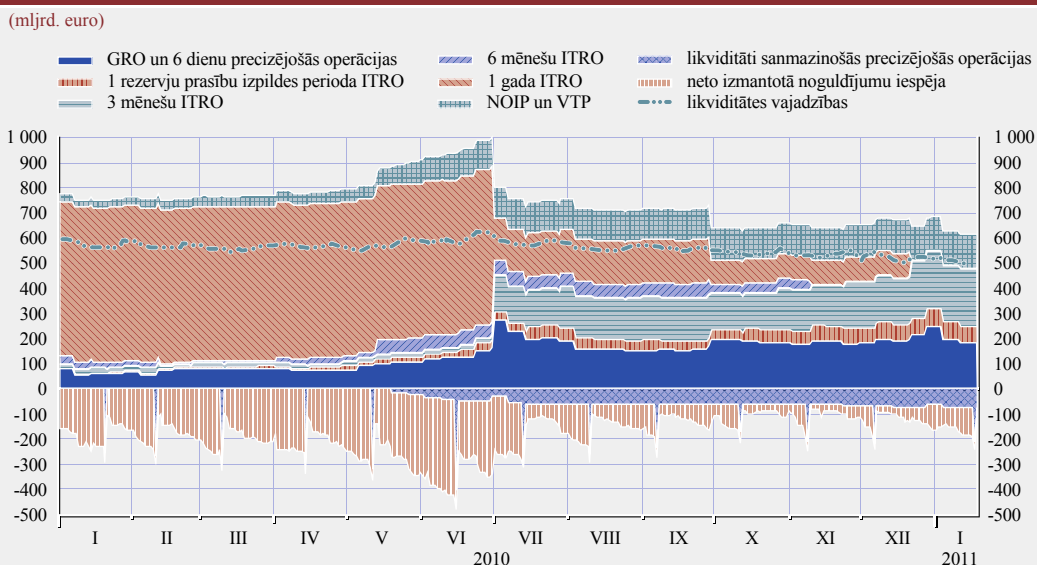 (mljrd. euro)
GRO un 6 dienu precizējošās operācijas
6 mēnešu ITRO
likviditāti sanmazinošās precizējošās operācijas
1 rezervju prasību izpildes perioda ITRO
1 gada ITRO
neto izmantotā noguldījumu iespēja
3 mēnešu ITRO
NOIP un VTP
likviditātes vajadzības
1 000 1 000
900 900
800 800
700 700
600 600
500 500
400 400
300 300
200 200
100 100
0 0
-100 -100
-200 -200
-300 -300
-400 -400
-500 -500
I II III IV V VI VII VIII IX X XI XII I
2010 2011